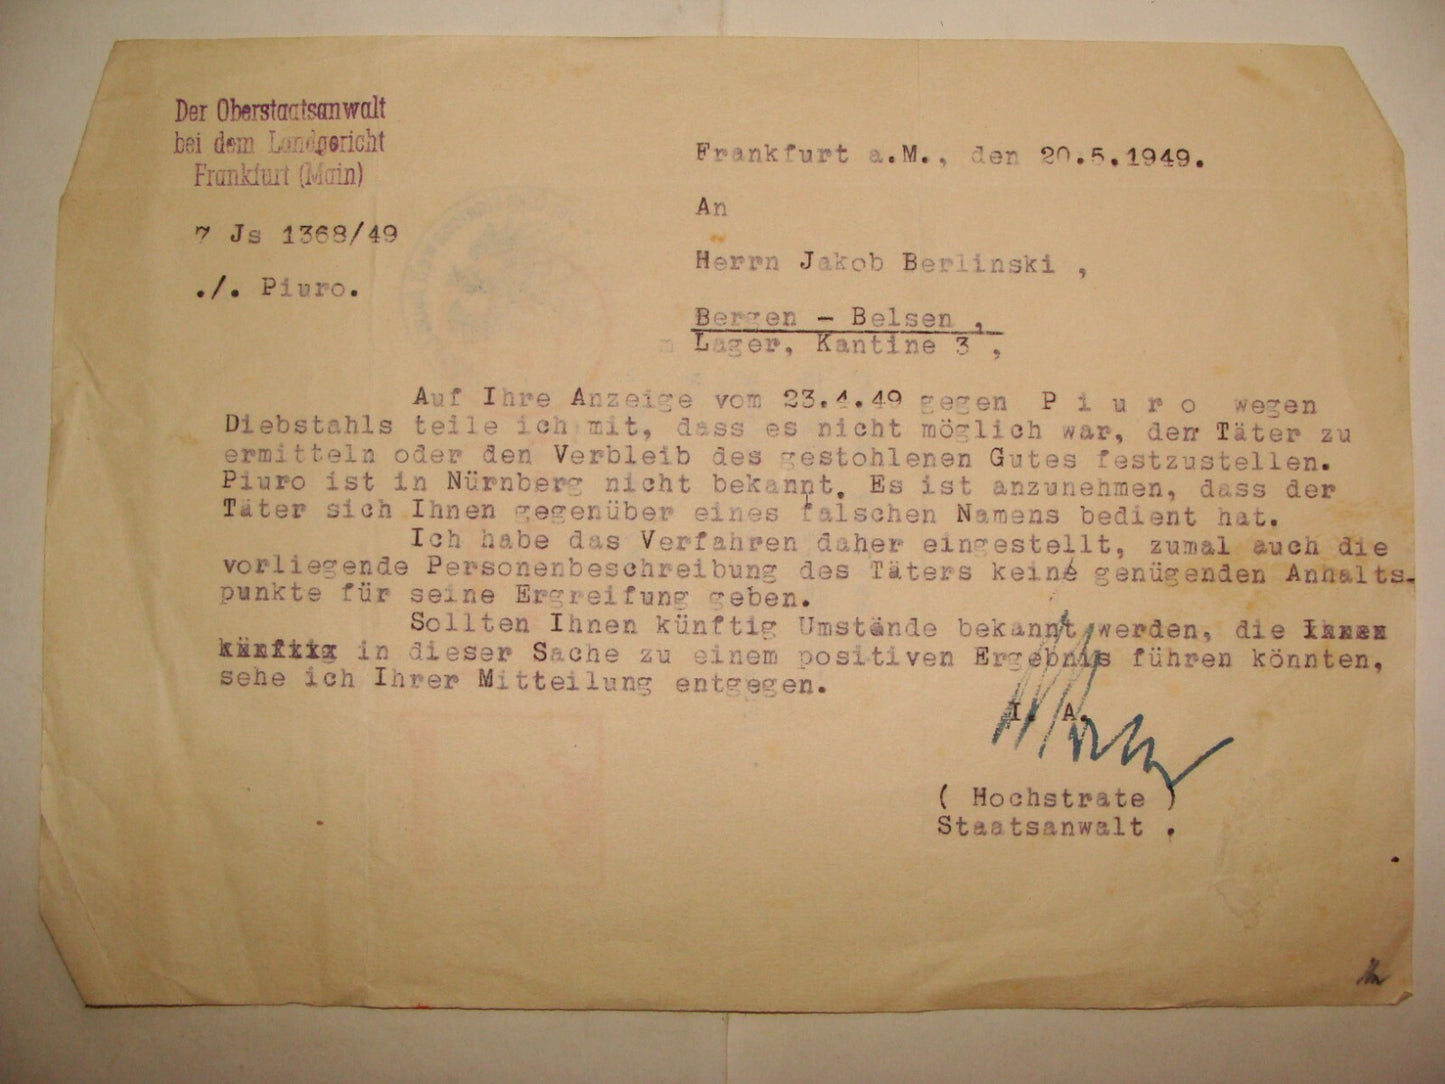 Der Oberstaatsanwalt
bei dem Landgericht
Frankfurt (Main)
Frankfurt a.M., den 20.5.1949.
7 Js 1368/49
./. Piuro.
An
Herrn Jakob Berlinski ,
Bergen - Belsen ,
Lager, Kantine 3 ,
Auf Ihre Anzeige vom 23.4.49 gegen P i u r o wegen
Diebstahls teile ich mit, dass es nicht möglich war, den Täter zu
ermitteln oder den Verbleib des gestohlenen Gutes festzustellen.
Piuro ist in Nürnberg nicht bekannt. Es ist anzunehmen, dass der
Täter sich Ihnen gegenüber eines falschen Namens bedient hat.
Ich habe das Verfahren daher eingestellt, zumal auch die
vorliegende Personenbeschreibung des Täters keine genügenden Anhalts-
punkte für seine Ergreifung geben.
Sollten Ihnen künftig Umstände bekannt werden, die Ihnen
künftig in dieser Sache zu einem positiven Ergebnis führen könnten,
sehe ich Ihrer Mitteilung entgegen.
I. A.
( Hochstrate )
Staatsanwalt .